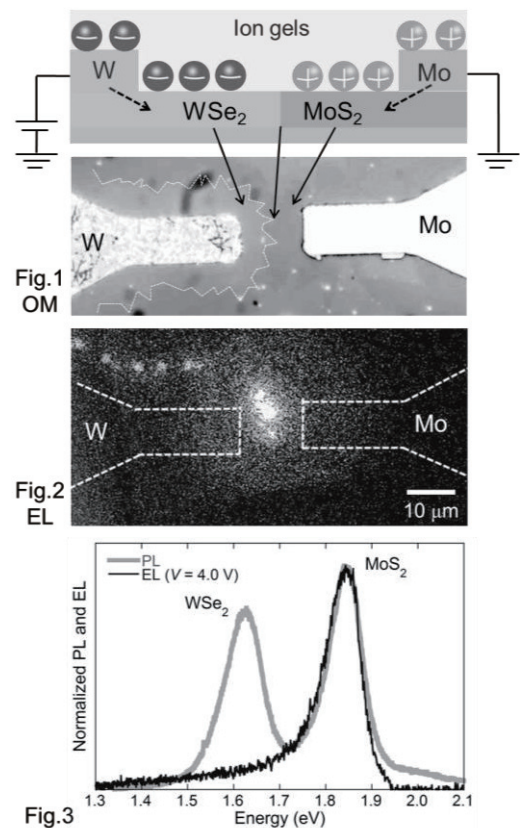 Ion gels
W
Mo
WSe₂
MoS₂
W
Mo
Fig.1
OM
W
Mo
Fig.2
EL
10 μm
Normalized PL and EL
PL
EL (V = 4.0 V)
WSe₂
MoS₂
1.3 1.4 1.5 1.6 1.7 1.8 1.9 2.0 2.1
Energy (eV)
Fig.3